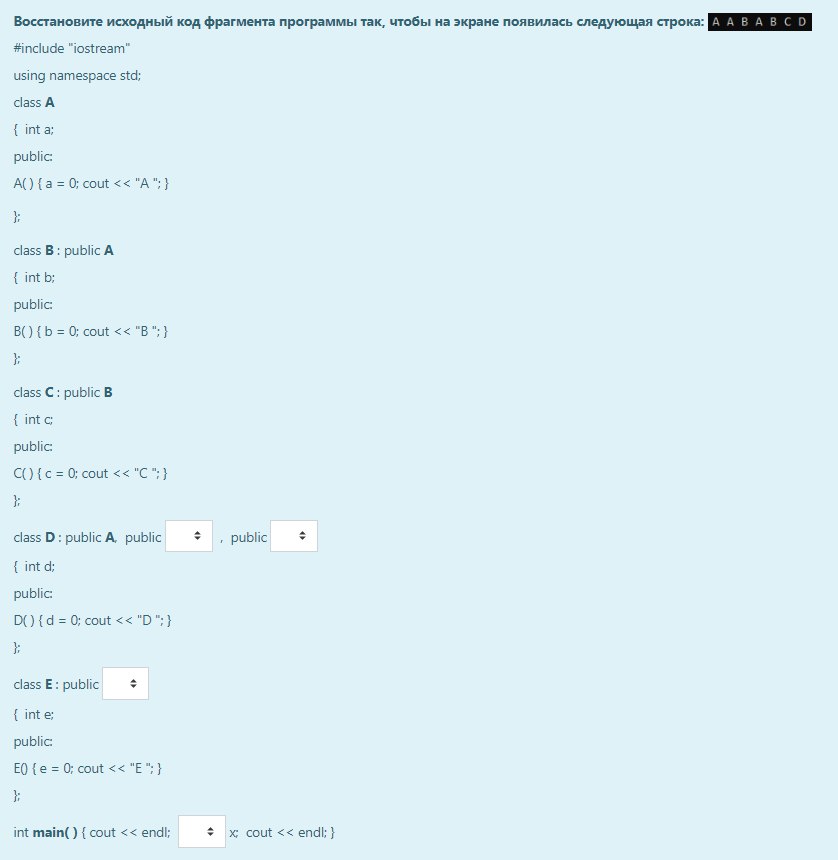 Восстановите исходный код фрагмента программы так, чтобы на экране появилась следующая строка: A A B A B C D
#include "iostream"
using namespace std;
class A
{ int a;
public:
A( ) { a = 0; cout << "A "; }
};
class B : public A
{ int b;
public:
B( ) { b = 0; cout << "B "; }
};
class C : public B
{ int c;
public:
C( ) { c = 0; cout << "C "; }
};
class D : public A, public , public
{ int d;
public:
D( ) { d = 0; cout << "D "; }
};
class E : public
{ int e;
public:
E() { e = 0; cout << "E "; }
};
int main( ) { cout << endl; x; cout << endl; }